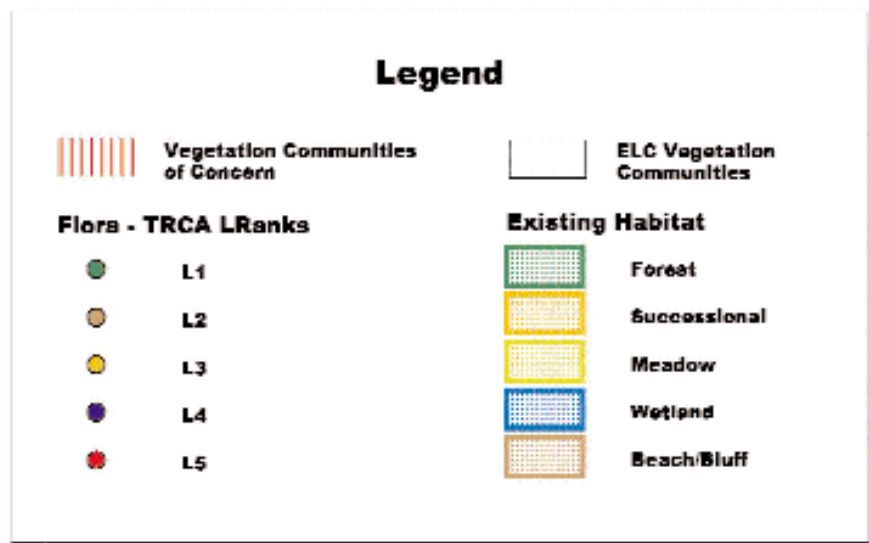 Legend
Vegetation Communities
of Concern
ELC Vegetation
Communities
Flora - TRCA LRanks
L1
L2
L3
L4
L5
Existing Habitat
Forest
Successional
Meadow
Wetland
Beach/Bluff